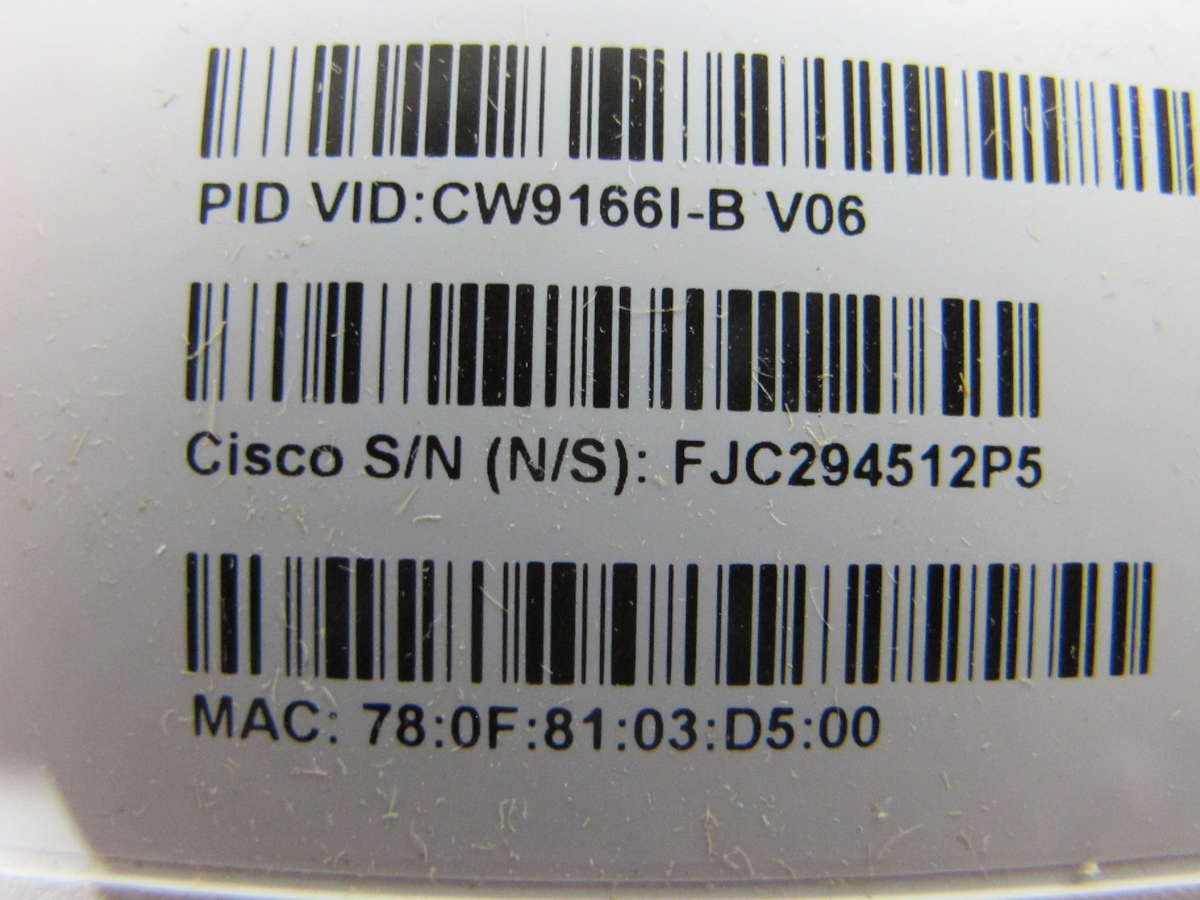 PID VID:CW9166I-B V06
Cisco S/N (N/S): FJC294512P5
MAC: 78:0F:81:03:D5:00